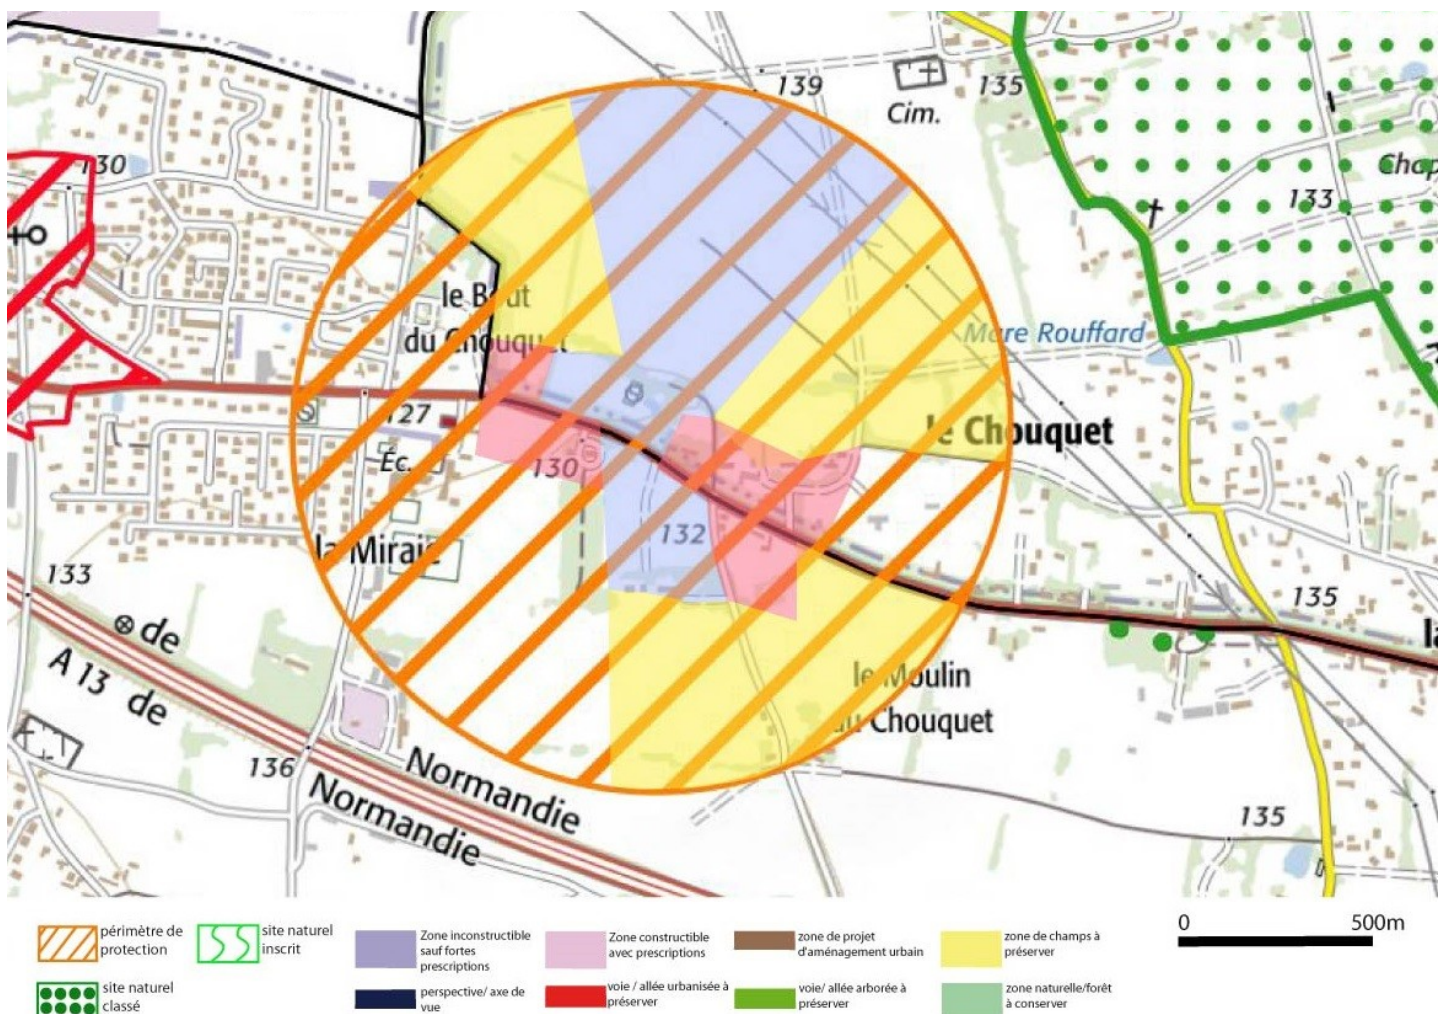 139
135
Cim.
130
Chap
133
le Bout
du Chouquet
Mare Rouffard
127
le Chouquet
Éc.
130
132
la Miraie
133
135
de
la
A 13 de
le Moulin
du Chouquet
136
Normandie
Normandie
135
0 500m
périmètre de
protection
site naturel
inscrit
Zone inconstructible
sauf fortes
prescriptions
Zone constructible
avec prescriptions
zone de projet
d'aménagement urbain
zone de champs à
préserver
site naturel
classé
perspective/ axe de
vue
voie/ allée urbanisée à
préserver
voie/ allée arborée à
préserver
zone naturelle/forêt
à conserver